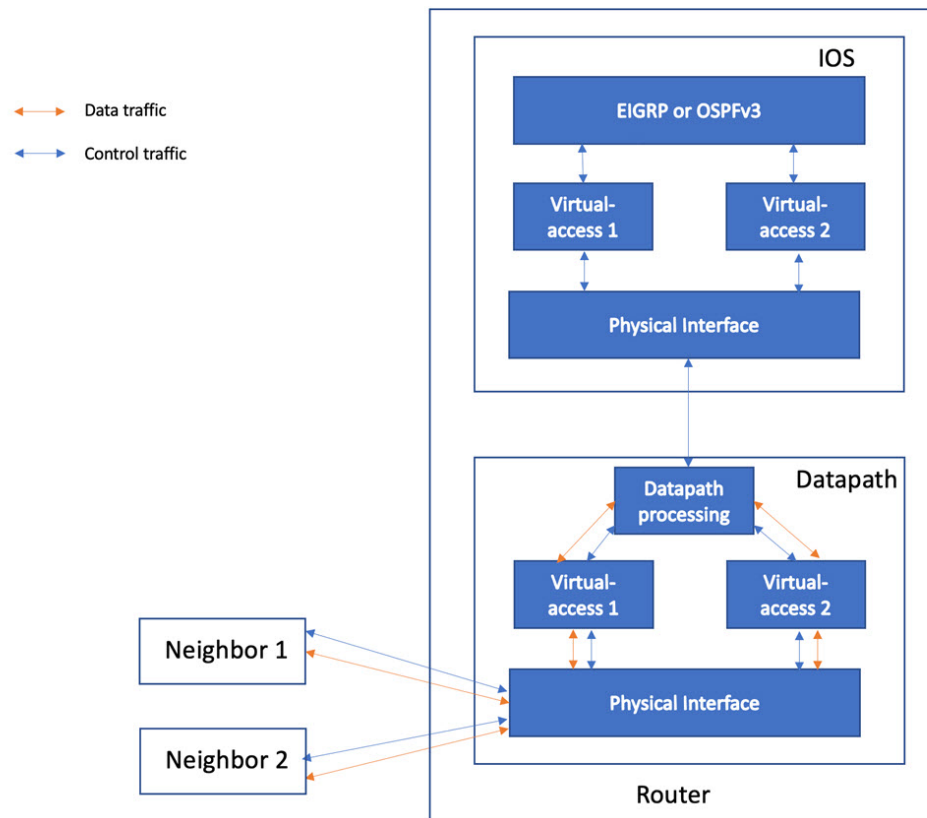 IOS
EIGRP or OSPFv3
Data traffic
Control traffic
Virtual-
access 1
Virtual-
access 2
Physical Interface
Datapath
Datapath
processing
Virtual-
access 1
Virtual-
access 2
Neighbor 1
Physical Interface
Neighbor 2
Router